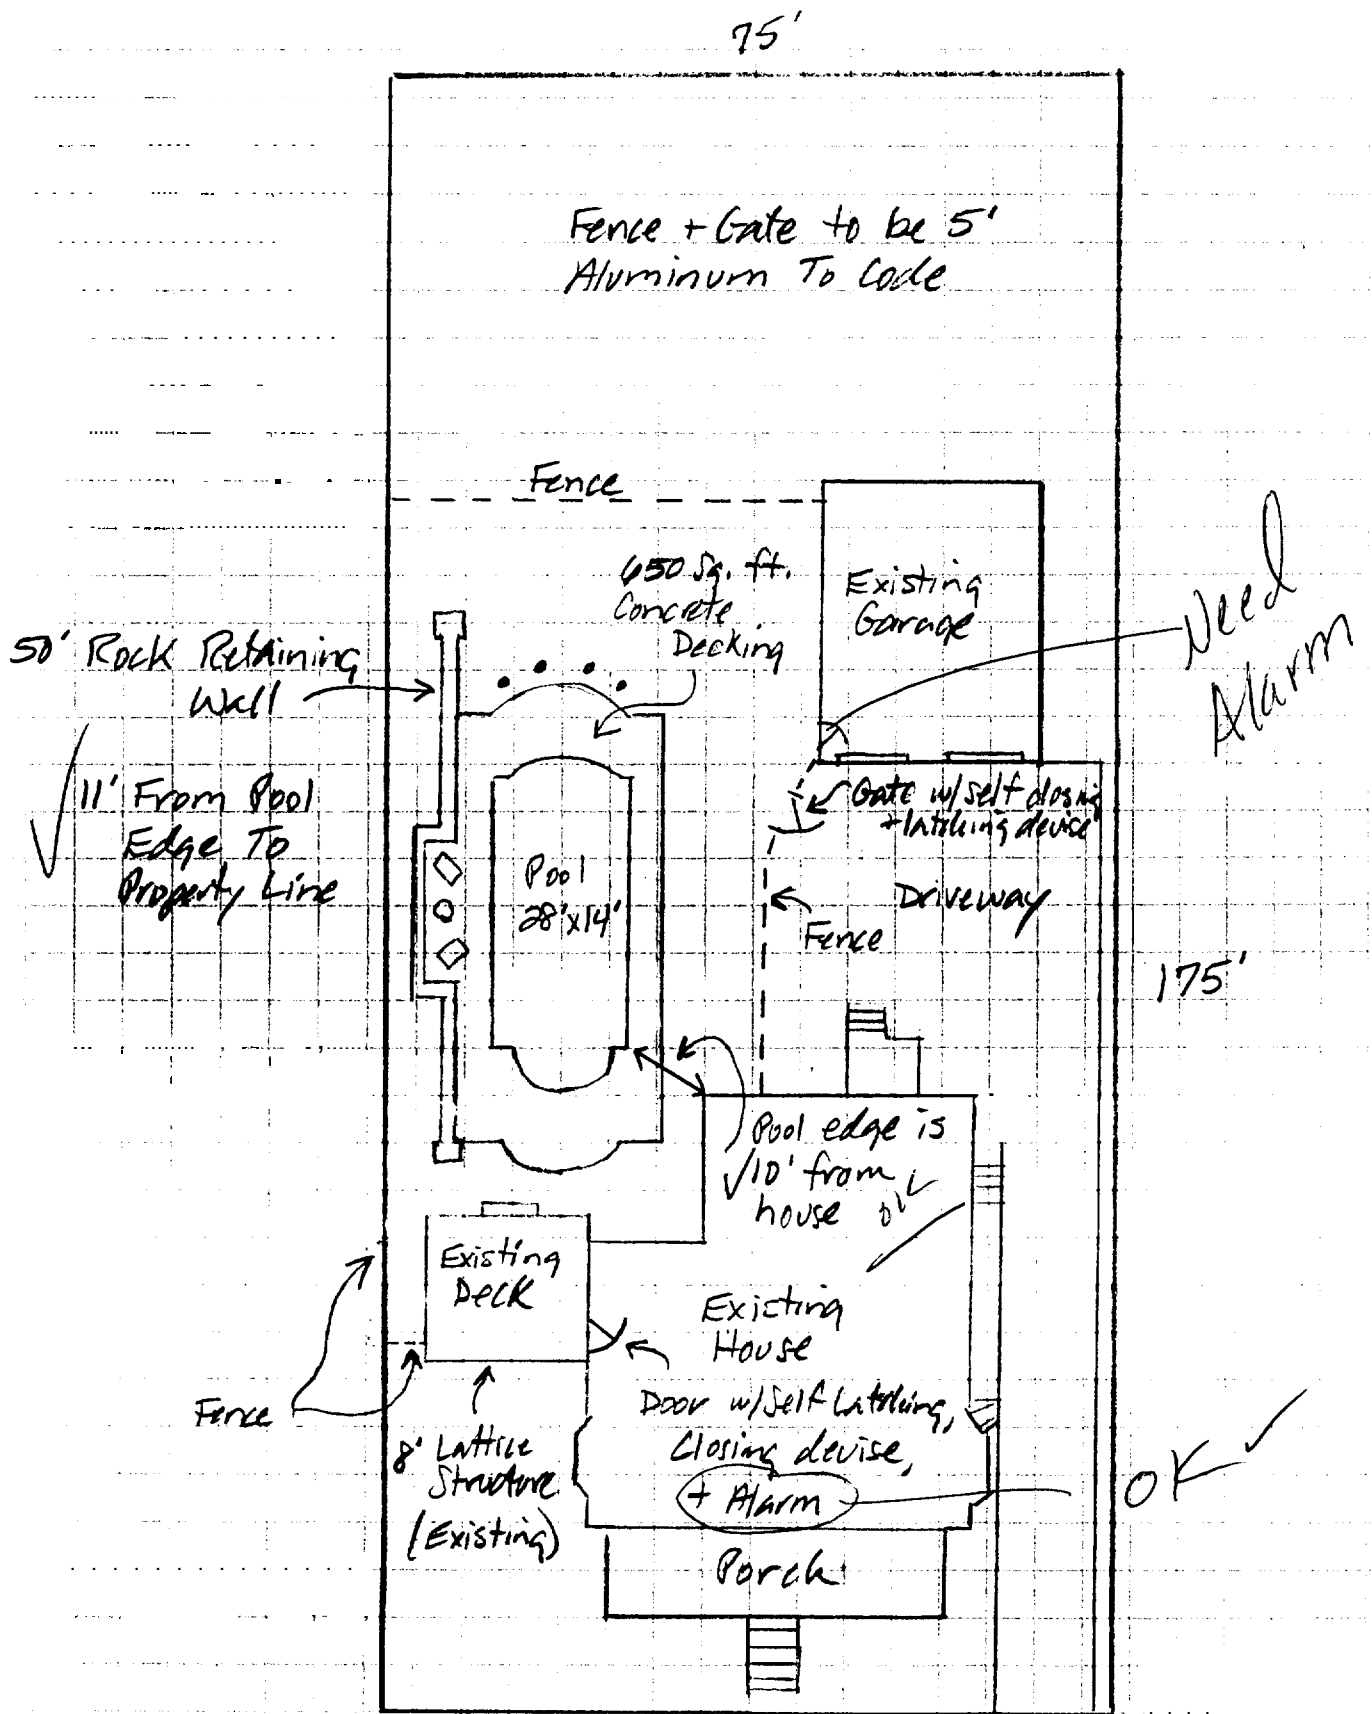 75'
Fence + Gate to be 5'
Aluminum To Code
Fence
650 Sq. ft.
Concrete
Decking
Existing
Garage
Need
Alarm
50' Rock Retaining
Wall
11' From Pool
Edge To
Property Line
Gate w/ self closing
+ latching device
Pool
28'x14'
Driveway
Fence
175'
Pool edge is
10' from
house
OK
Existing
Deck
Existing
House
Fence
Door w/ Self Latching,
Closing devise,
+ Alarm
OK
8' Lattice
Structure
(Existing)
Porch